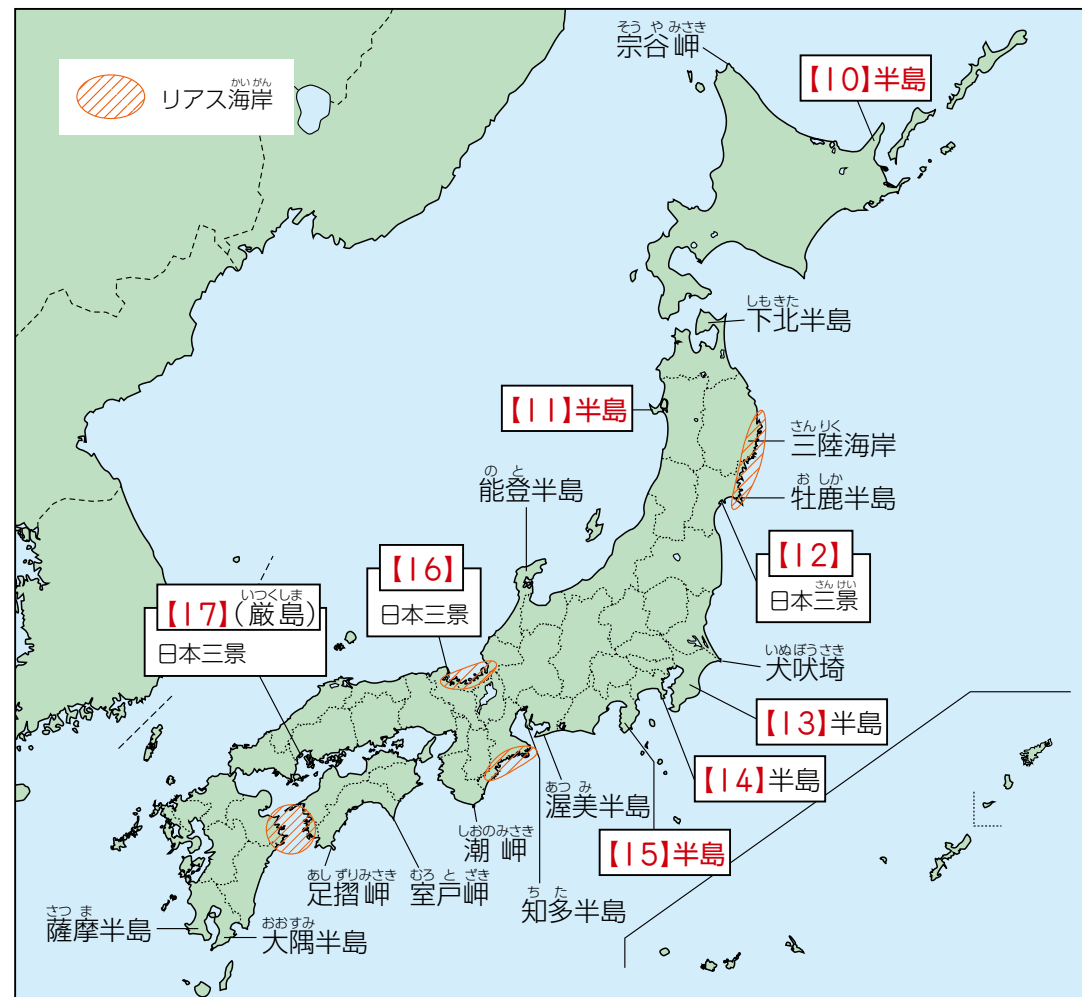 そうやみさき
宗谷岬
【10】半島
かいがん
リアス海岸
しもきた
下北半島
【11】半島
さんりく
三陸海岸
おしか
牡鹿半島
のと
能登半島
【12】
日本三景
さんけい
【16】
日本三景
いつくしま
【17】(厳島)
日本三景
いぬぼうさき
犬吠埼
【13】半島
【14】半島
あつみ
渥美半島
【15】半島
しおのみさき
潮岬
ちた
知多半島
あしずりみさき
足摺岬
むろとざき
室戸岬
さつま
薩摩半島
おおすみ
大隅半島